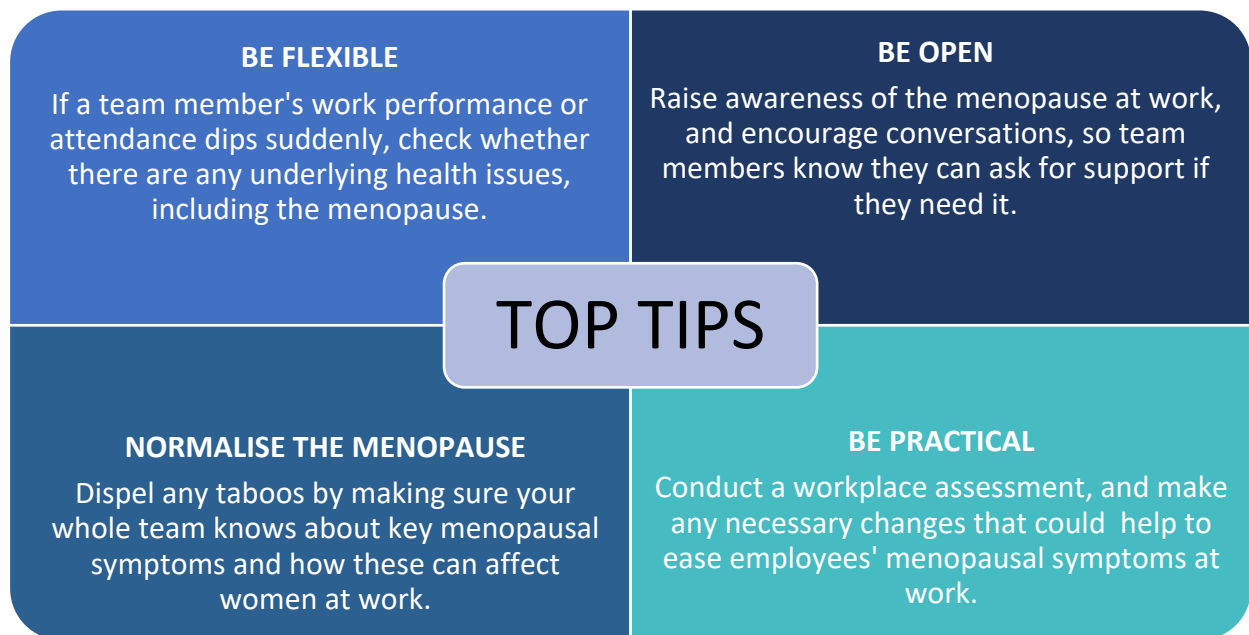 BE FLEXIBLE
If a team member's work performance or
attendance dips suddenly, check whether
there are any underlying health issues,
including the menopause.
BE OPEN
Raise awareness of the menopause at work,
and encourage conversations, so team
members know they can ask for support if
they need it.
TOP TIPS
NORMALISE THE MENOPAUSE
Dispel any taboos by making sure your
whole team knows about key menopausal
symptoms and how these can affect
women at work.
BE PRACTICAL
Conduct a workplace assessment, and make
any necessary changes that could  help to
ease employees' menopausal symptoms at
work.